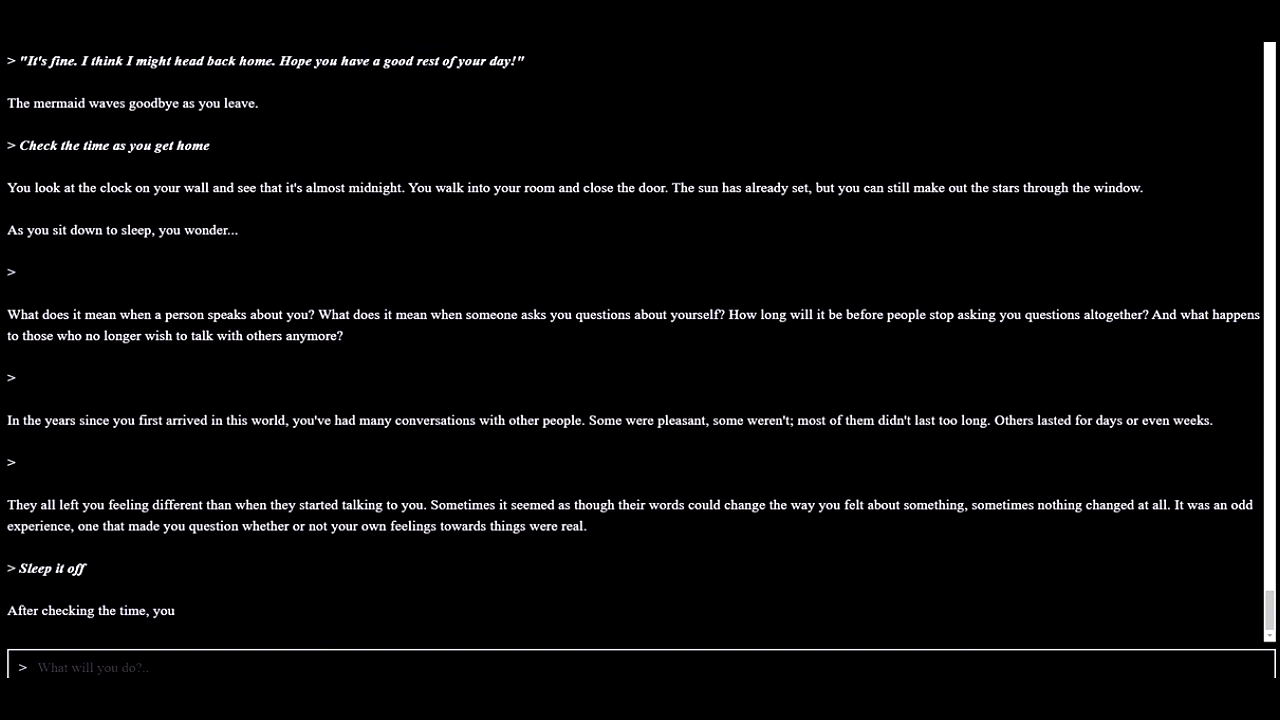 > "It's fine. I think I might head back home. Hope you have a good rest of your day!"
The mermaid waves goodbye as you leave.
> Check the time as you get home
You look at the clock on your wall and see that it's almost midnight. You walk into your room and close the door. The sun has already set, but you can still make out the stars through the window.
As you sit down to sleep, you wonder...
>
What does it mean when a person speaks about you? What does it mean when someone asks you questions about yourself? How long will it be before people stop asking you questions altogether? And what happens
to those who no longer wish to talk with others anymore?
>
In the years since you first arrived in this world, you've had many conversations with other people. Some were pleasant, some weren't; most of them didn't last too long. Others lasted for days or even weeks.
>
They all left you feeling different than when they started talking to you. Sometimes it seemed as though their words could change the way you felt about something, sometimes nothing changed at all. It was an odd
experience, one that made you question whether or not your own feelings towards things were real.
> Sleep it off
After checking the time, you
> What will you do?..